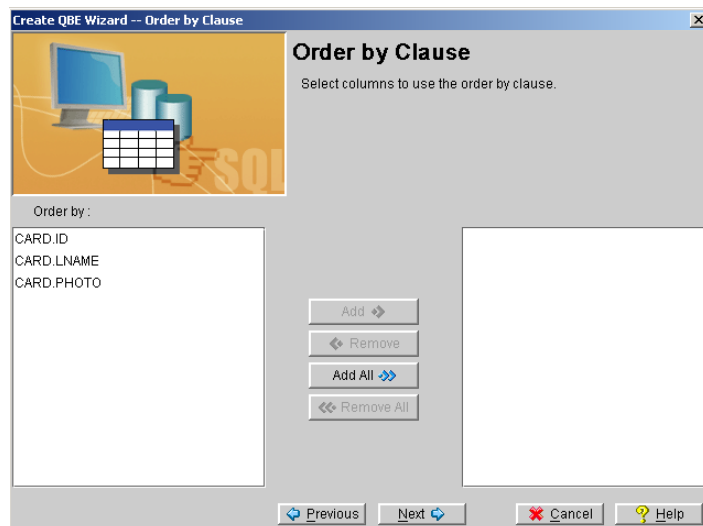 Create QBE Wizard -- Order by Clause
Order by Clause
Select columns to use the order by clause.
SQL
Order by :
CARD.ID
CARD.LNAME
CARD.PHOTO
Add
Remove
Add All
Remove All
Previous
Next
Cancel
Help